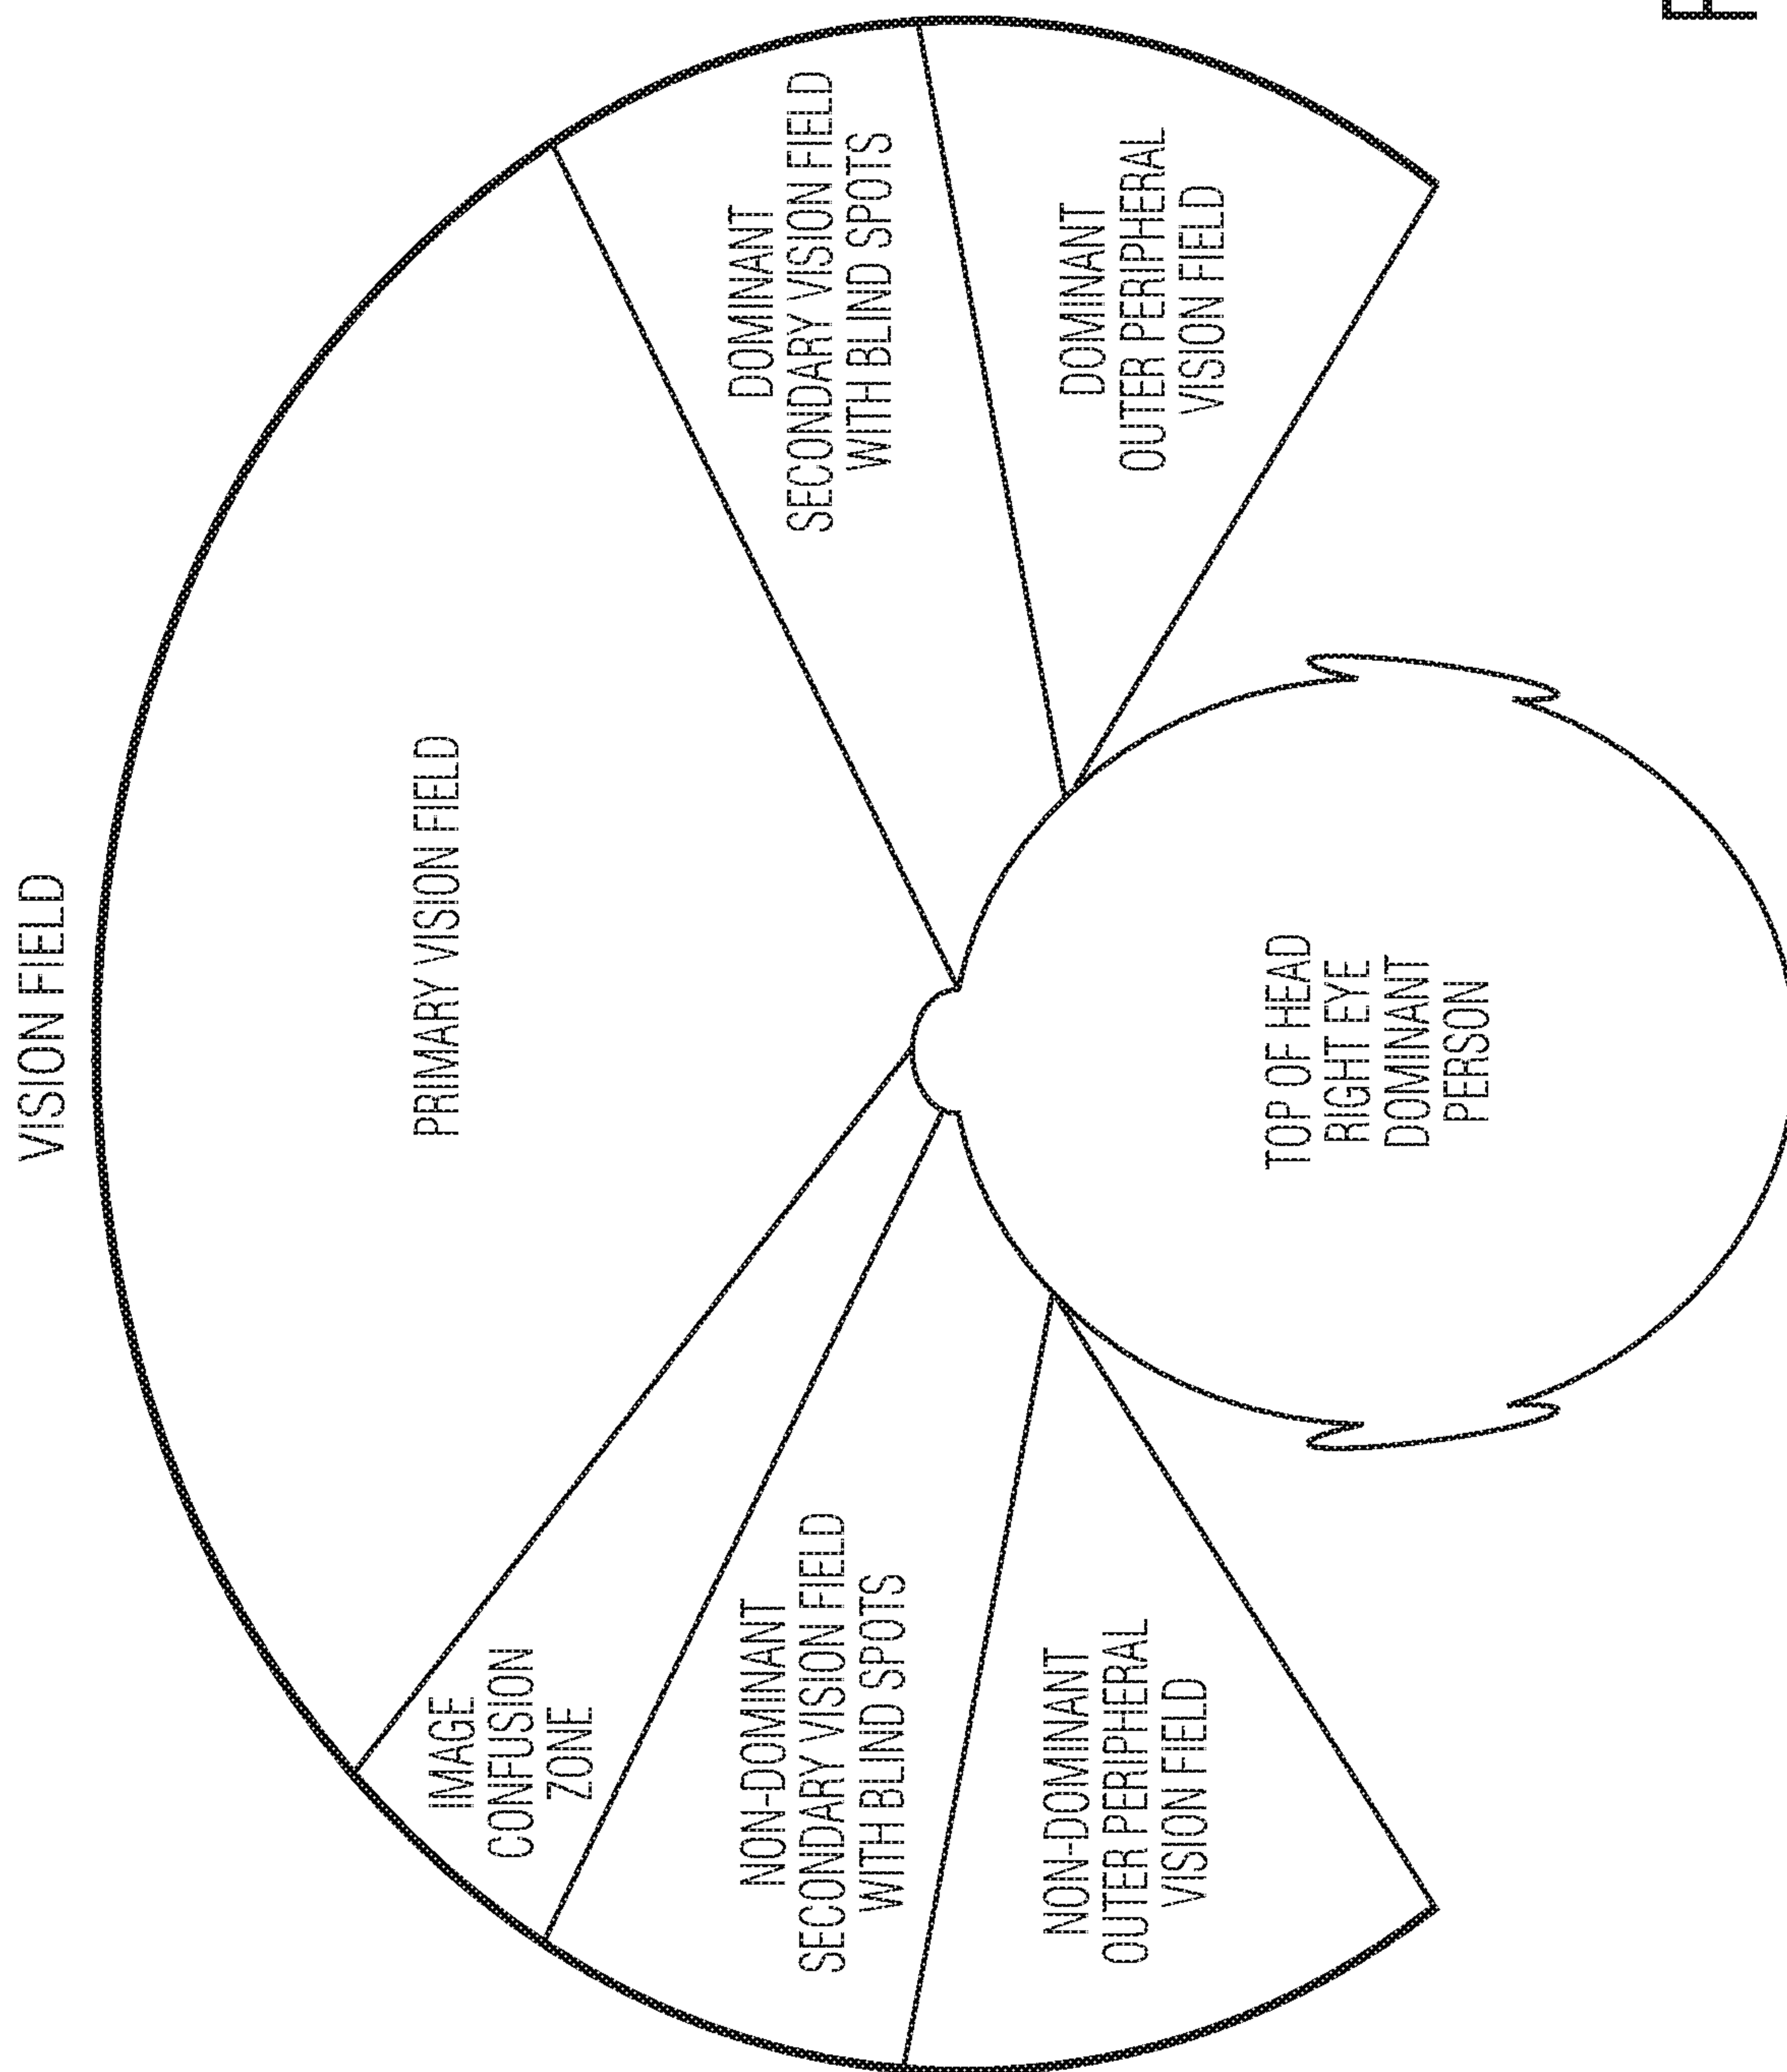 VISION FIELD
PRIMARY VISION FIELD
IMAGE
CONFUSION
ZONE
NON-DOMINANT
SECONDARY VISION FIELD
WITH BLIND SPOTS
DOMINANT
SECONDARY VISION FIELD
WITH BLIND SPOTS
NON-DOMINANT
OUTER PERIPHERAL
VISION FIELD
DOMINANT
OUTER PERIPHERAL
VISION FIELD
TOP OF HEAD
RIGHT EYE
DOMINANT
PERSON